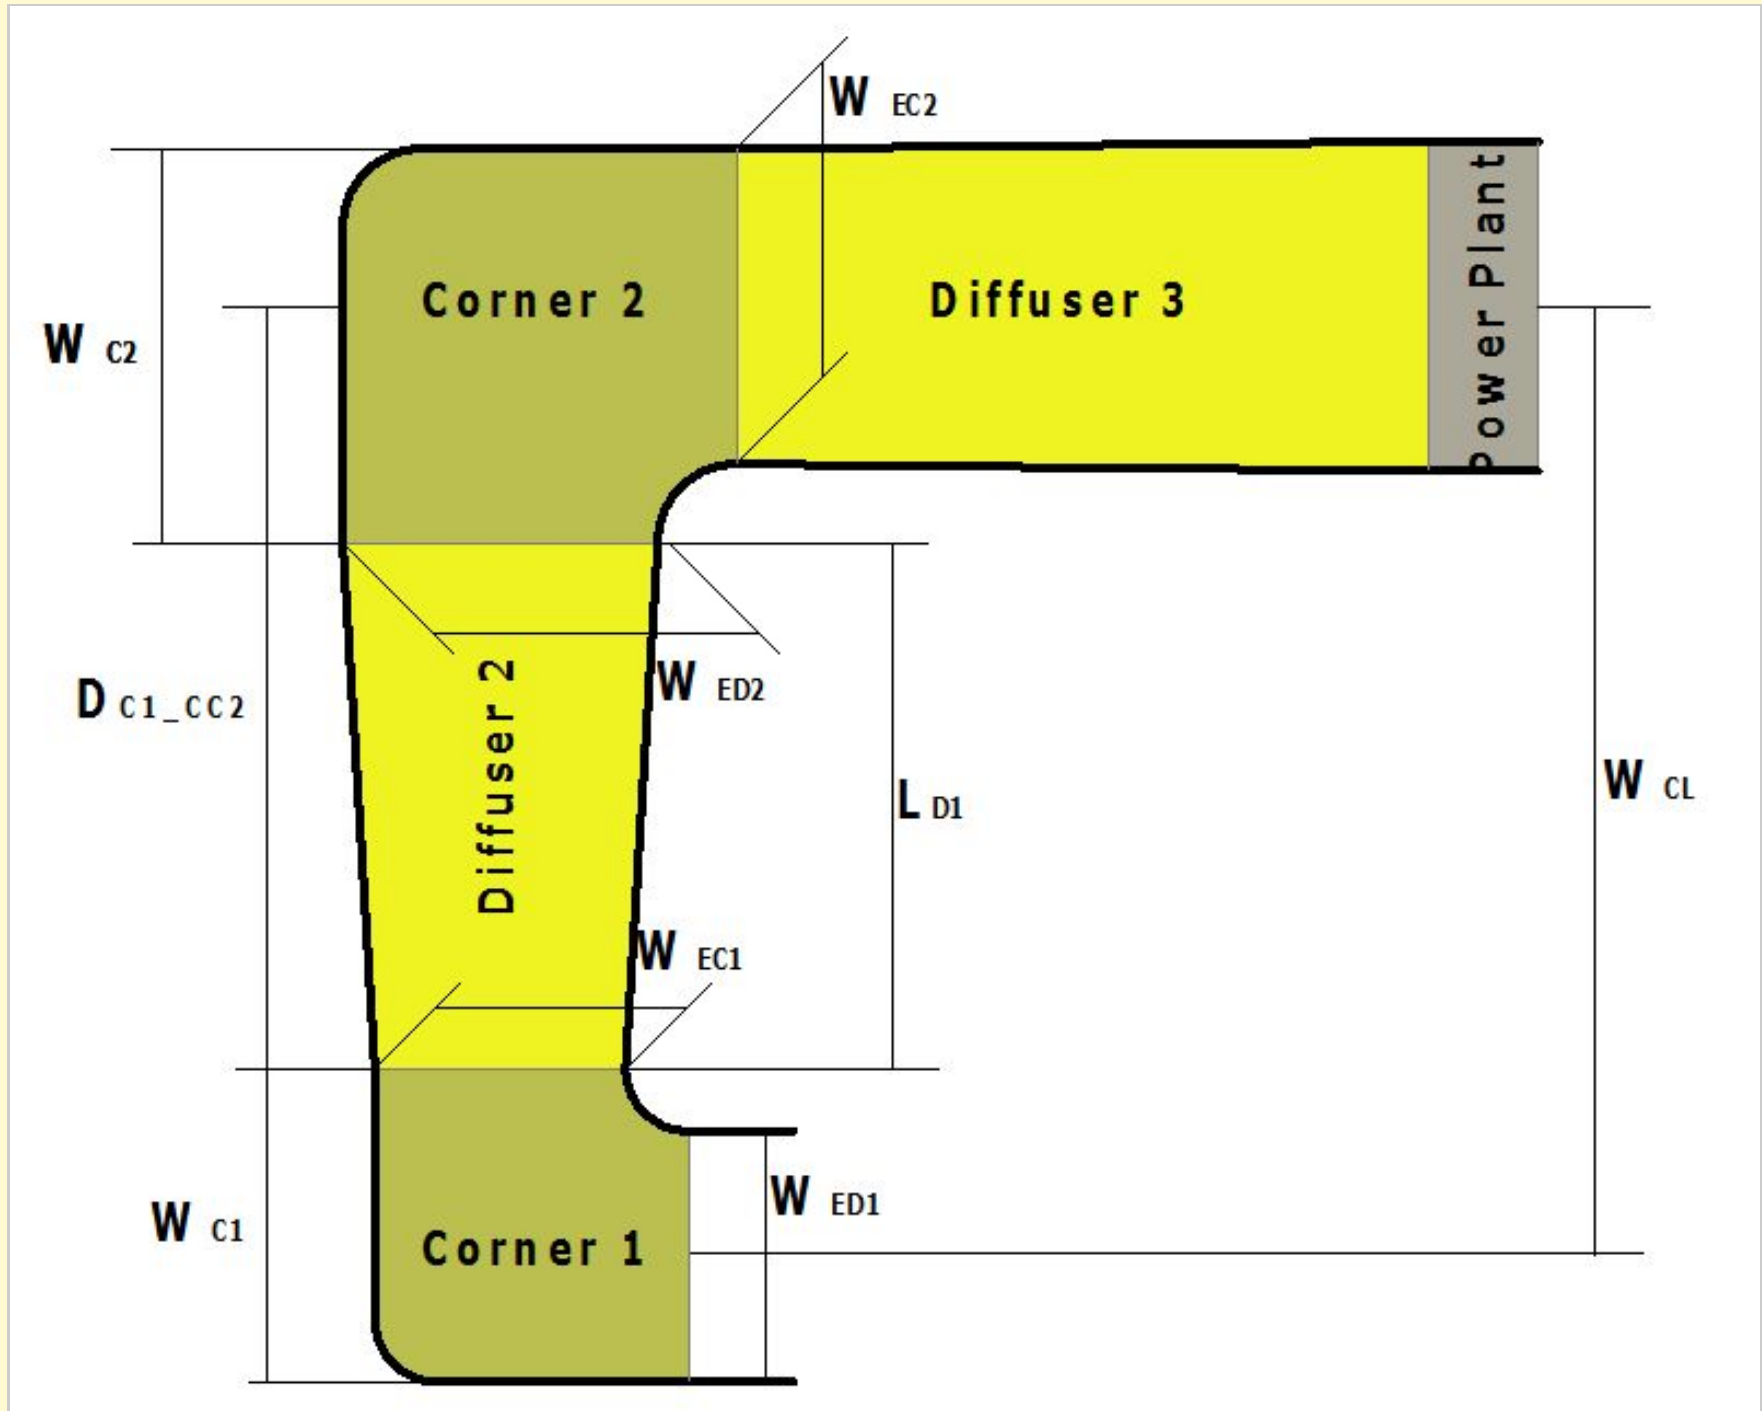 W EC2
Corner 2
Diffuser 3
Power Plant
W C2
W ED2
D C1_CC2
Diffuser 2
L D1
W CL
W EC1
W C1
W ED1
Corner 1